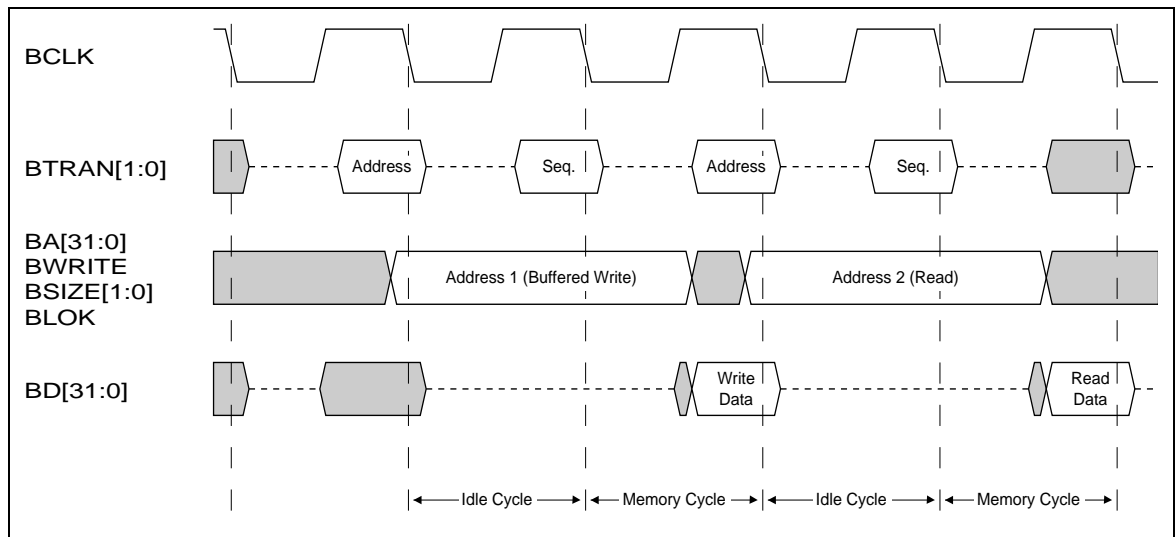 BCLK
BTRAN[1:0]
Address
Seq.
Address
Seq.
BA[31:0]
BWRITE
BSIZE[1:0]
BLOK
Address 1 (Buffered Write)
Address 2 (Read)
BD[31:0]
Write
Data
Read
Data
Idle Cycle
Memory Cycle
Idle Cycle
Memory Cycle